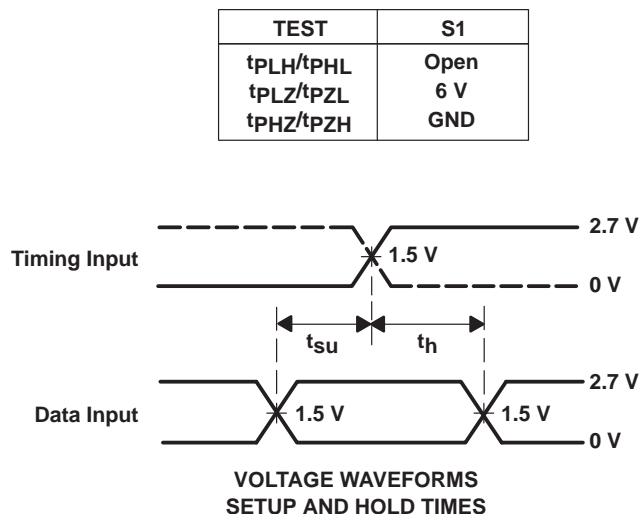 TEST S1
tPLH/tPHL Open
tPLZ/tPZL 6 V
tPHZ/tPZH GND
2.7 V
Timing Input 1.5 V
0 V
tsu th
2.7 V
Data Input 1.5 V 1.5 V
0 V
VOLTAGE WAVEFORMS
SETUP AND HOLD TIMES